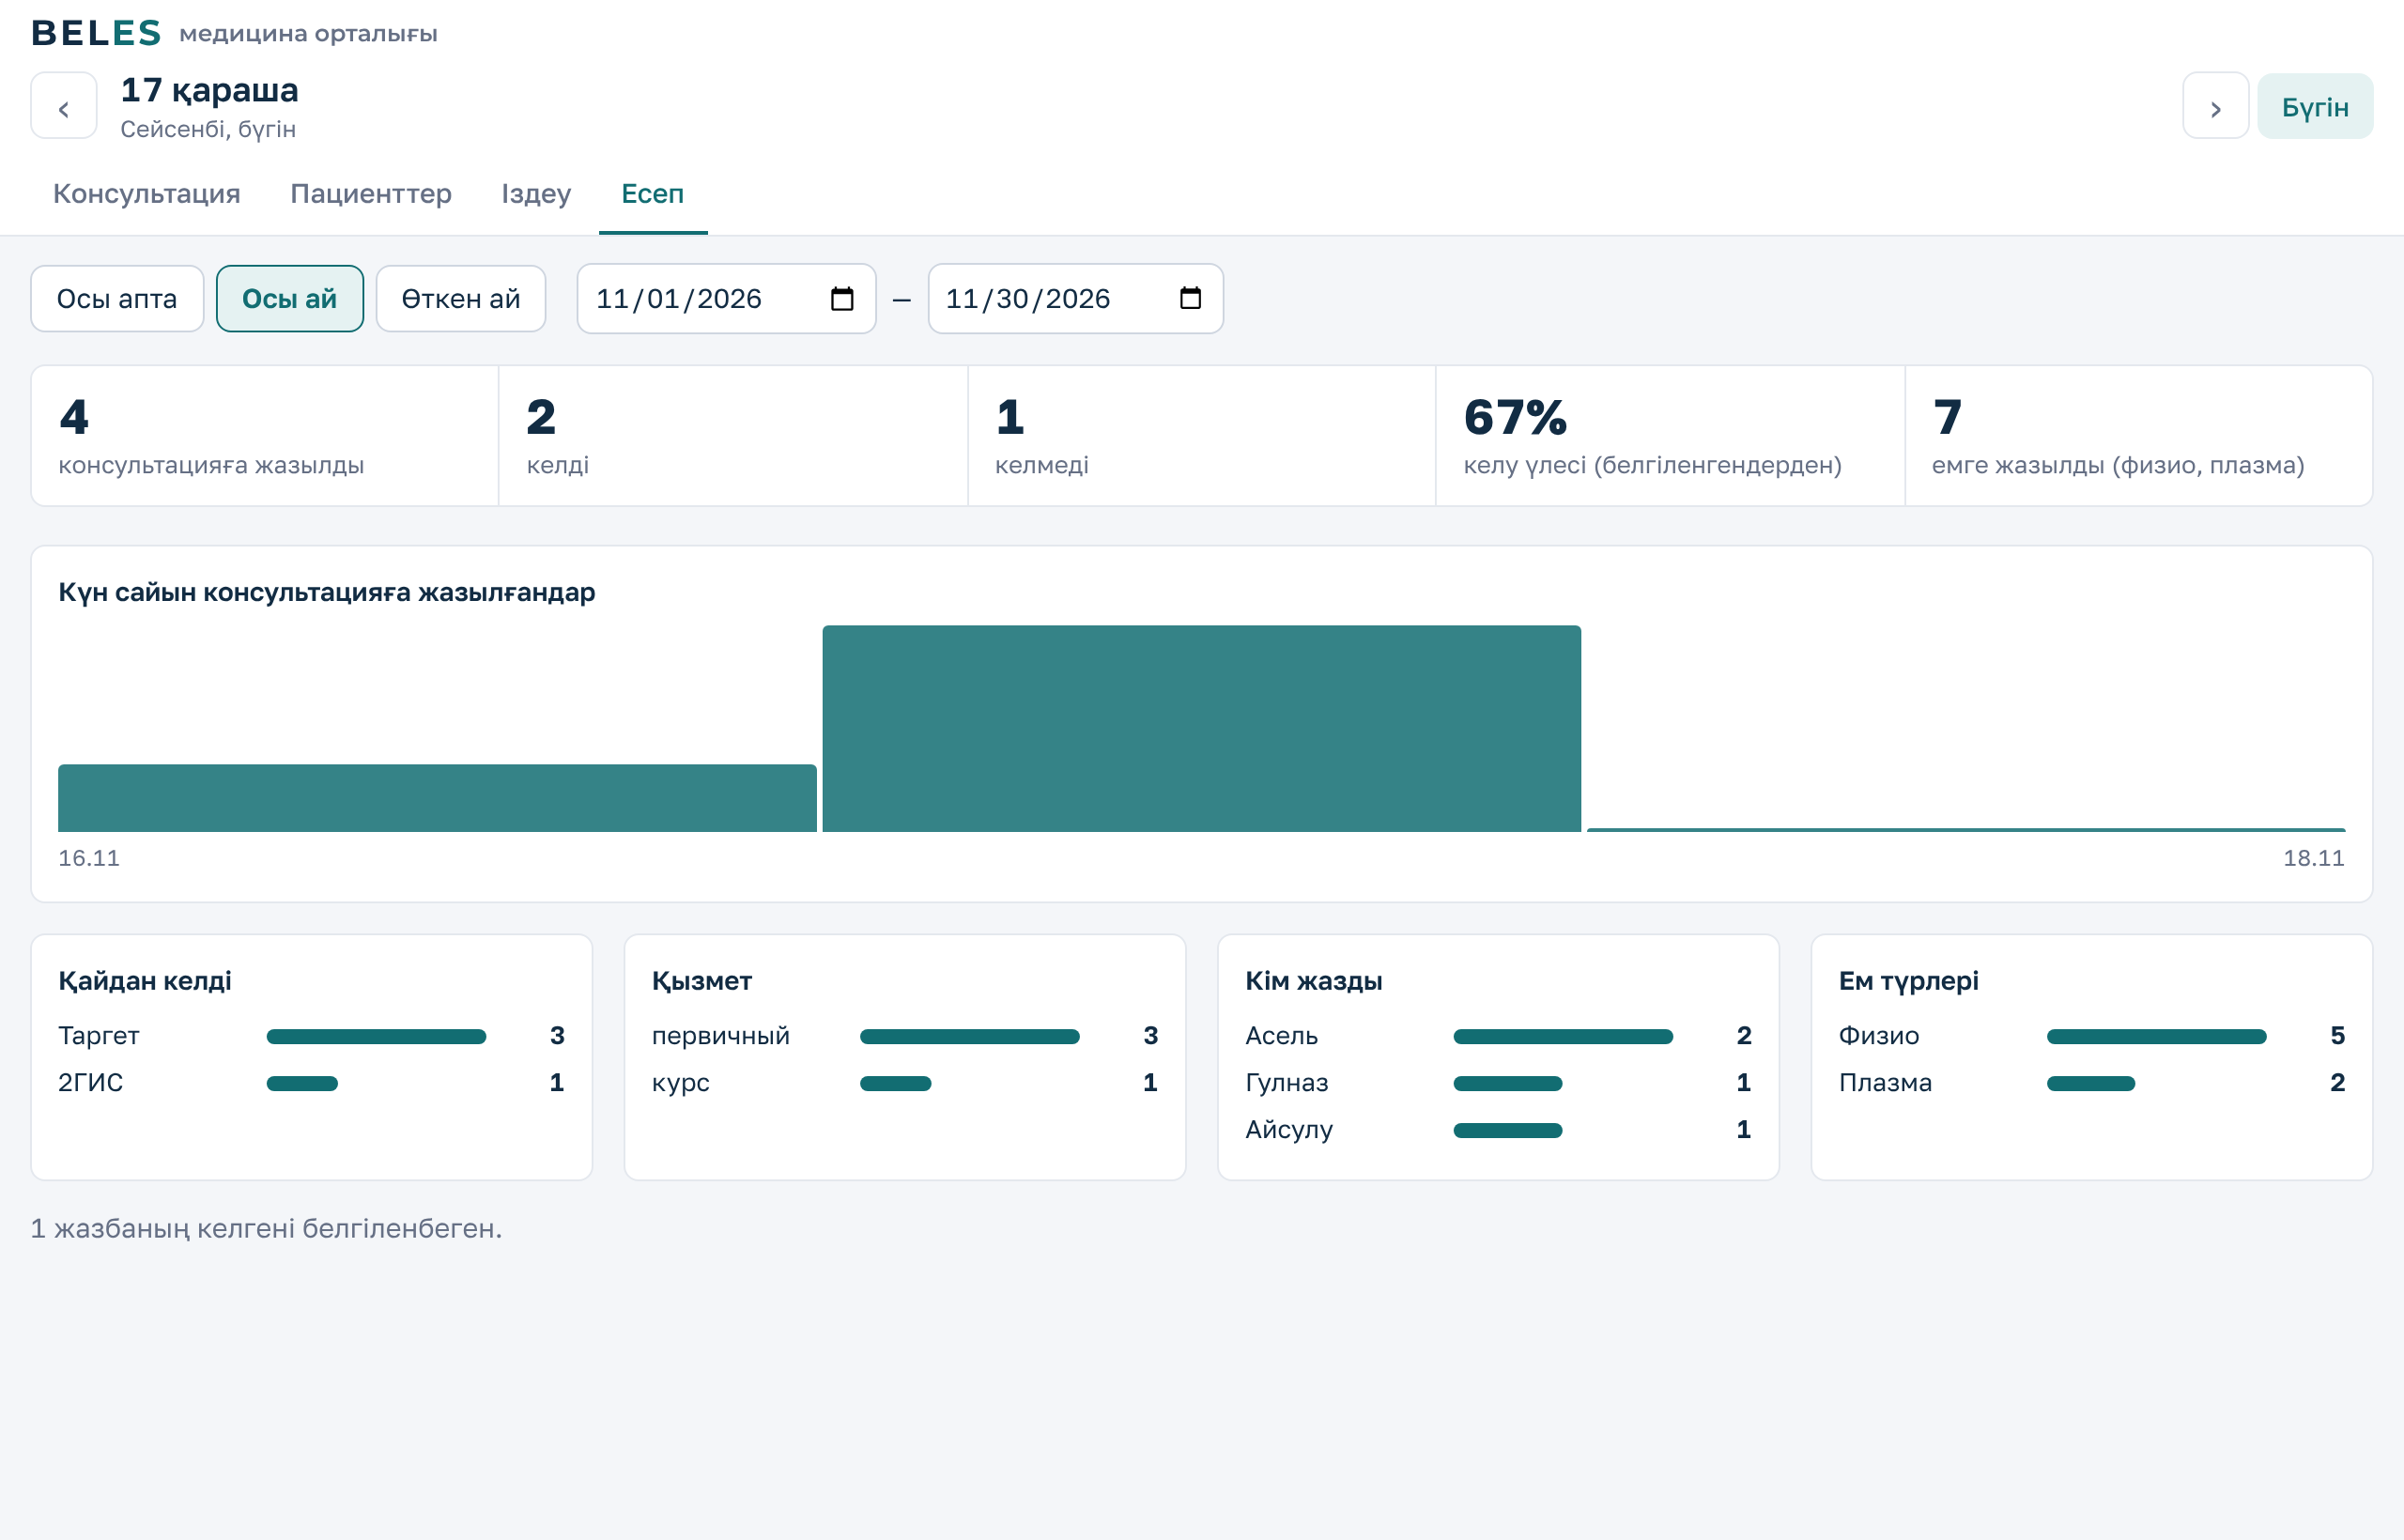 BELES медицина орталығы
‹
17 қараша
Сейсенбі, бүгін
›
Бүгін
Консультация Пациенттер Іздеу Есеп
Осы апта Осы ай Өткен ай 11/01/2026 – 11/30/2026
4
консультацияға жазылды
2
келді
1
келмеді
67%
келу үлесі (белгіленгендерден)
7
емге жазылды (физио, плазма)
Күн сайын консультацияға жазылғандар
16.11 18.11
Қайдан келді
Таргет 3
2ГИС 1
Қызмет
первичный 3
курс 1
Кім жазды
Асель 2
Гулназ 1
Айсулу 1
Ем түрлері
Физио 5
Плазма 2
1 жазбаның келгені белгіленбеген.